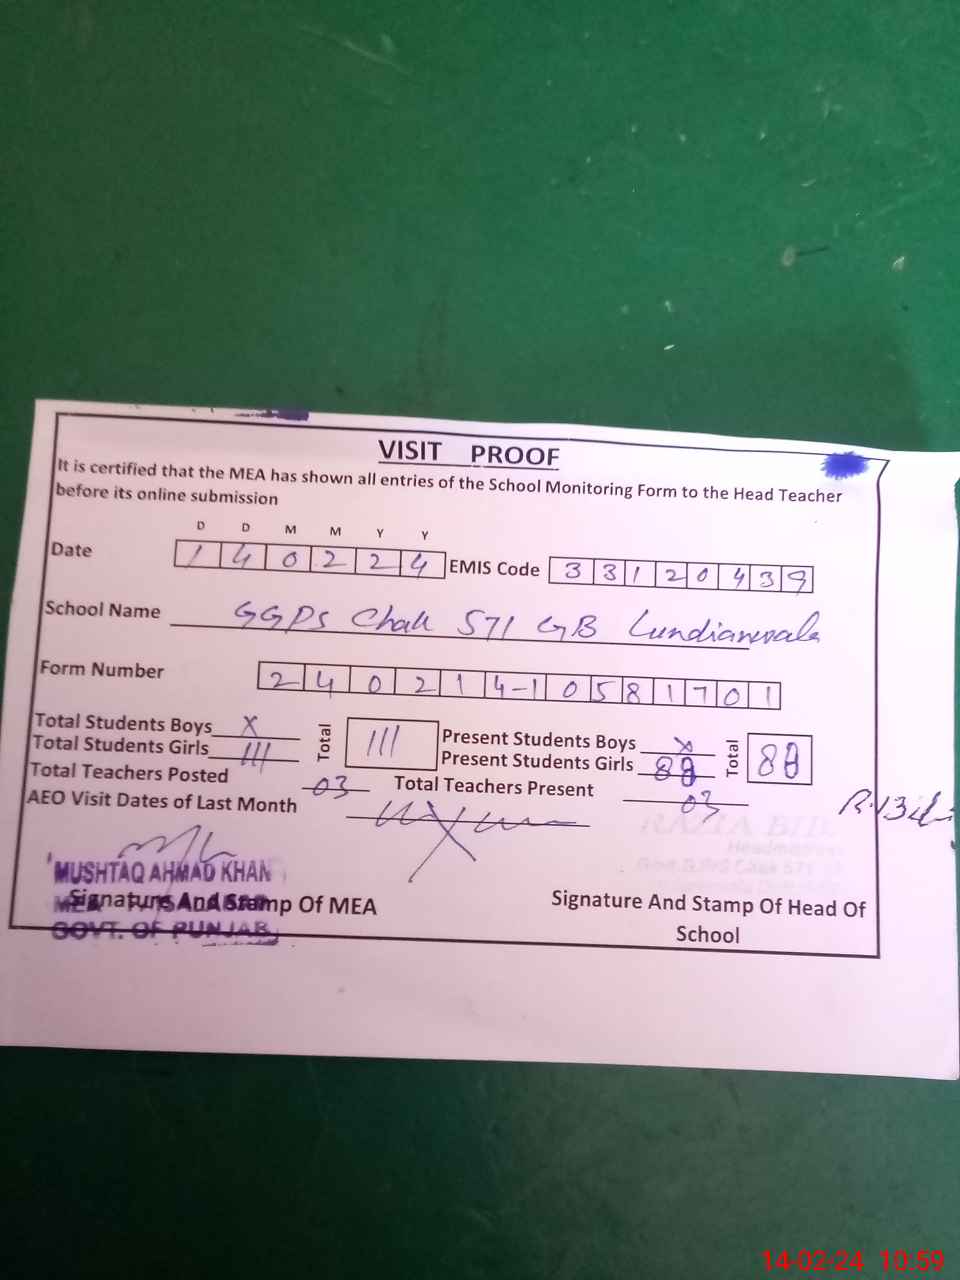 VISIT PROOF
It is certified that the MEA has shown all entries of the School Monitoring Form to the Head Teacher
before its online submission
D D M M Y Y
Date 1 4 0 2 2 4 EMIS Code 3 3 1 2 0 4 3 9
School Name GGPS Chak 571 GB Lundianwala
Form Number 2 4 0 2 1 4-1 0 5 8 1 7 0 1
Total Students Boys X Total 111 Present Students Boys X Total 88
Total Students Girls 111 Present Students Girls 88
Total Teachers Posted 03 Total Teachers Present 03
AEO Visit Dates of Last Month
RAZIA BIBI
Headmistress
MUSHTAQ AHMAD KHAN
Signature And Stamp Of MEA
GOVT. OF PUNJAB
Signature And Stamp Of Head Of
School
14-02-24 10:59